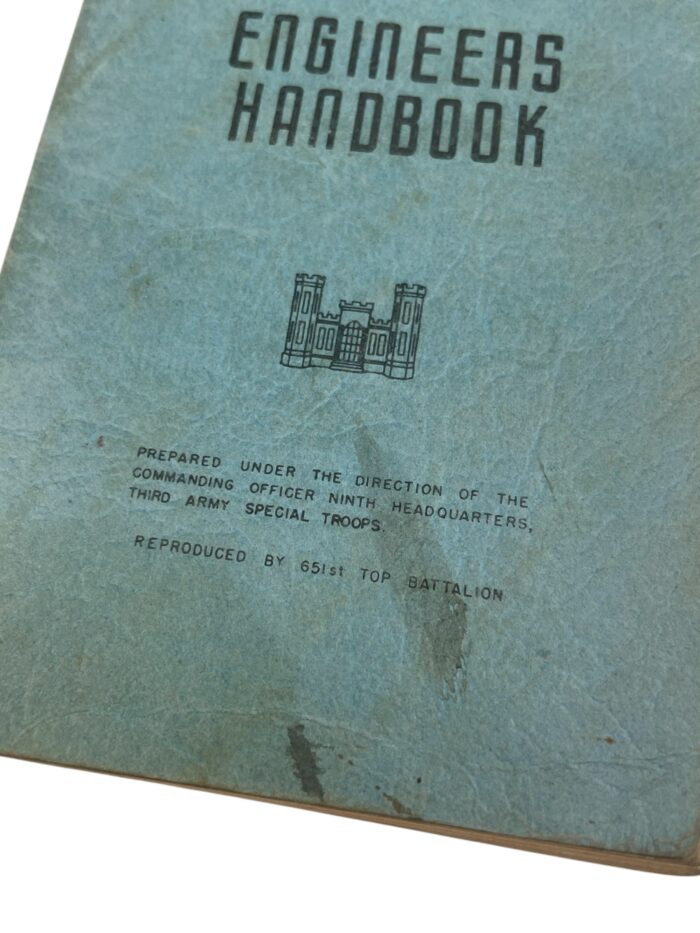 ENGINEERS
HANDBOOK
PREPARED UNDER THE DIRECTION OF THE
COMMANDING OFFICER NINTH HEADQUARTERS,
THIRD ARMY SPECIAL TROOPS.
REPRODUCED BY 651st TOP BATTALION